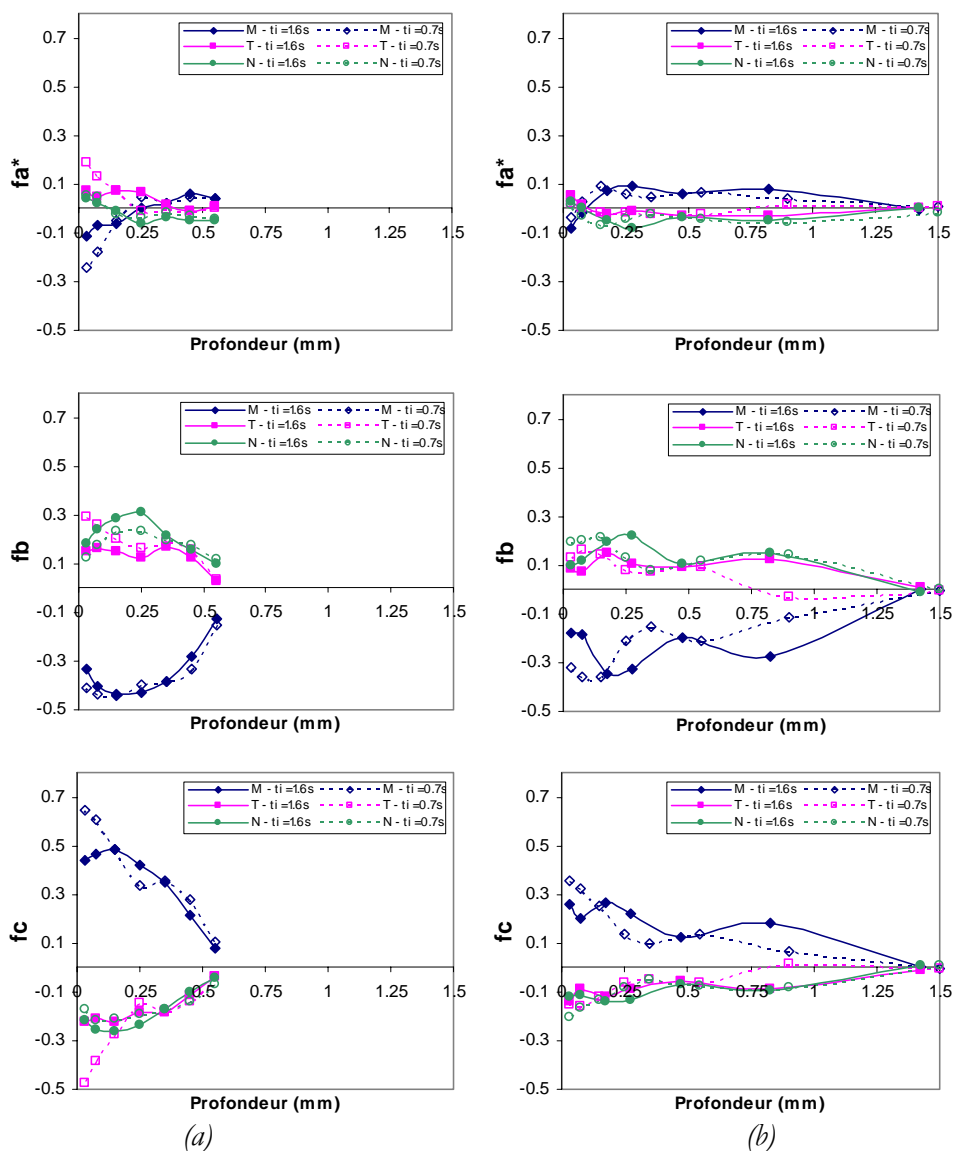 0.7
0.5
0.3
0.1
-0.1
-0.3
-0.5
0 0.25 0.5 0.75 1 1.25 1.5
fa*
Profondeur (mm)
M - ti =1.6s M - ti=0.7s
T - ti=1.6s T - ti=0.7s
N - ti=1.6s N - ti=0.7s
0.7
0.5
0.3
0.1
-0.1
-0.3
-0.5
0 0.25 0.5 0.75 1 1.25 1.5
fa*
Profondeur (mm)
M - ti =1.6s M - ti=0.7s
T - ti=1.6s T - ti=0.7s
N - ti=1.6s N - ti=0.7s
0.7
0.5
0.3
0.1
-0.1
-0.3
-0.5
0 0.25 0.5 0.75 1 1.25 1.5
fb
Profondeur (mm)
M - ti =1.6s M - ti=0.7s
T - ti=1.6s T - ti=0.7s
N - ti=1.6s N - ti=0.7s
0.7
0.5
0.3
0.1
-0.1
-0.3
-0.5
0 0.25 0.5 0.75 1 1.25 1.5
fb
Profondeur (mm)
M - ti =1.6s M - ti=0.7s
T - ti=1.6s T - ti=0.7s
N - ti=1.6s N - ti=0.7s
0.7
0.5
0.3
0.1
-0.1
-0.3
-0.5
0 0.25 0.5 0.75 1 1.25 1.5
fc
Profondeur (mm)
M - ti =1.6s M - ti=0.7s
T - ti=1.6s T - ti=0.7s
N - ti=1.6s N - ti=0.7s
0.7
0.5
0.3
0.1
-0.1
-0.3
-0.5
0 0.25 0.5 0.75 1 1.25 1.5
fc
Profondeur (mm)
M - ti =1.6s M - ti=0.7s
T - ti=1.6s T - ti=0.7s
N - ti=1.6s N - ti=0.7s
(a) (b)